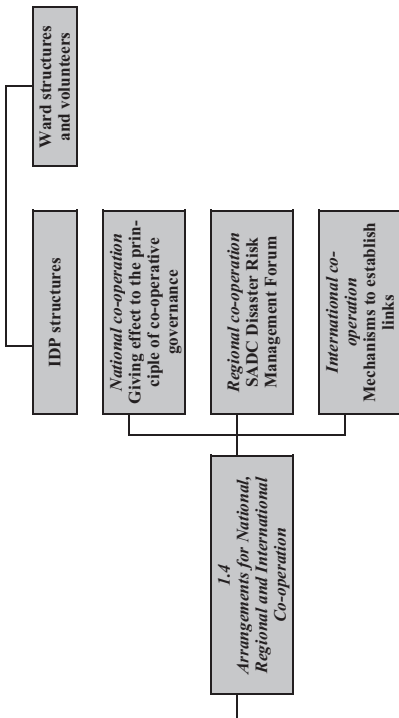 Ward structures
and volunteers
IDP structures
National co-operation
Giving effect to the prin-
ciple of co-operative
governance
Regional co-operation
SADC Disaster Risk
Management Forum
International co-
operation
Mechanisms to establish
links
1.4
Arrangements for National,
Regional and International
Co-operation